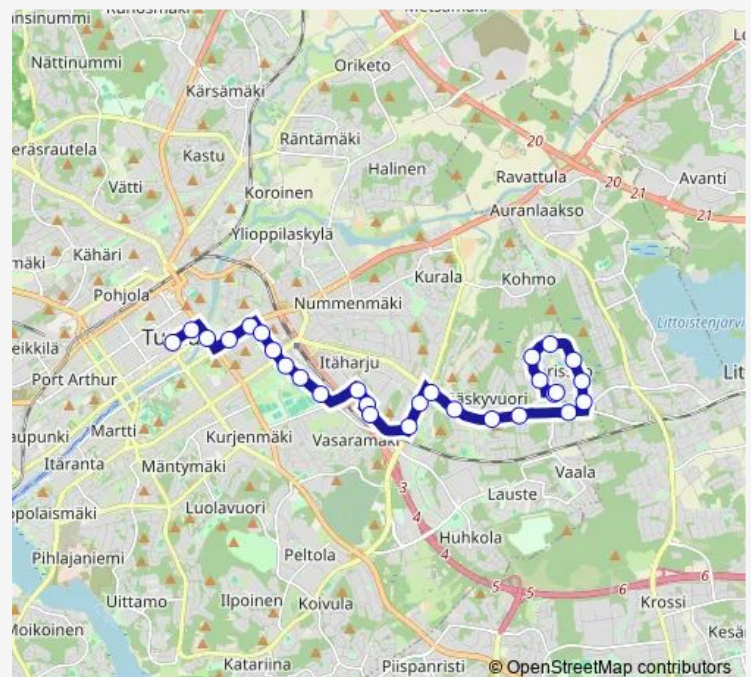 Metsämäki
Nättinummi
Oriketo
Kärsämäki
Räntämäki
20
Kastu
Halinen
Ravattula
20
21
Avanti
Vätti
Koroinen
Auranlaakso
21
Ylioppilaskylä
Kähäri
Kurala
Kohmo
Pohjola
Nummenmäki
Littoistenjärvi
Itäharju
Port Arthur
Martti
Kurjenmäki
Vasaramäki
Itäranta
Mäntymäki
Vaala
3
Lauste
Luolavuori
4
Huhkola
Pihlajaniemi
Peltola
4
5
5
6
6
Uittamo
Ilpoinen
Koivula
Krossi
Moikoinen
Katariina
Piispanristi
© OpenStreetMap contributors